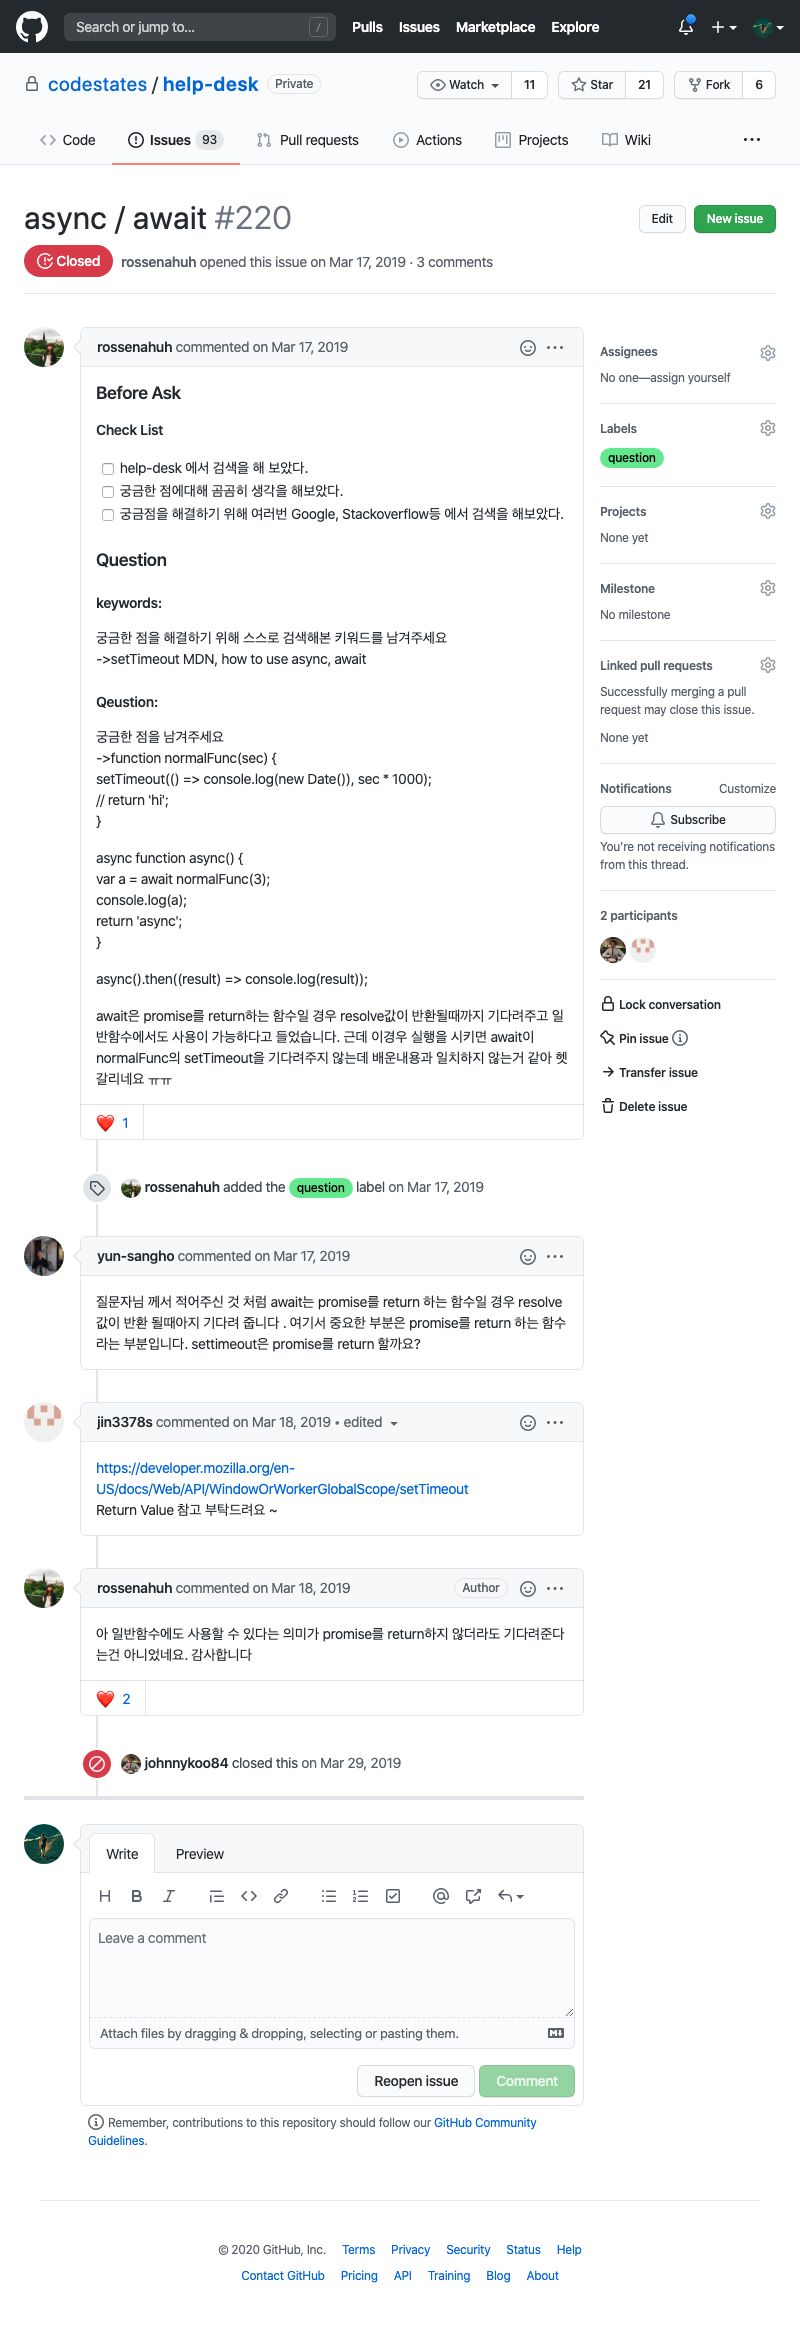 Search or jump to... /
Pulls Issues Marketplace Explore
codestates / help-desk Private
Watch 11 Star 21 Fork 6
Code Issues 93 Pull requests Actions Projects Wiki ...
async / await #220
Edit New issue
Closed rossenahuh opened this issue on Mar 17, 2019 · 3 comments
rossenahuh commented on Mar 17, 2019
Before Ask
Check List
help-desk 에서 검색을 해 보았다.
궁금한 점에대해 곰곰히 생각을 해보았다.
궁금점을 해결하기 위해 여러번 Google, Stackoverflow등 에서 검색을 해보았다.
Question
keywords:
궁금한 점을 해결하기 위해 스스로 검색해본 키워드를 남겨주세요
->setTimeout MDN, how to use async, await
Qeustion:
궁금한 점을 남겨주세요
->function normalFunc(sec) {
setTimeout(() => console.log(new Date()), sec * 1000);
// return 'hi';
}
async function async() {
var a = await normalFunc(3);
console.log(a);
return 'async';
}
async().then((result) => console.log(result));
await은 promise를 return하는 함수일 경우 resolve값이 반환될때까지 기다려주고 일
반함수에서도 사용이 가능하다고 들었습니다. 근데 이경우 실행을 시키면 await이
normalFunc의 setTimeout을 기다려주지 않는데 배운내용과 일치하지 않는거 같아 헷
갈리네요 ㅠㅠ
1
Assignees
No one—assign yourself
Labels
question
Projects
None yet
Milestone
No milestone
Linked pull requests
Successfully merging a pull
request may close this issue.
None yet
Notifications Customize
Subscribe
You're not receiving notifications
from this thread.
2 participants
Lock conversation
Pin issue
Transfer issue
Delete issue
rossenahuh added the question label on Mar 17, 2019
yun-sangho commented on Mar 17, 2019
질문자님 께서 적어주신 것 처럼 await는 promise를 return 하는 함수일 경우 resolve
값이 반환 될때아지 기다려 줍니다 . 여기서 중요한 부분은 promise를 return 하는 함수
라는 부분입니다. settimeout은 promise를 return 할까요?
jin3378s commented on Mar 18, 2019 • edited
https://developer.mozilla.org/en-
US/docs/Web/API/WindowOrWorkerGlobalScope/setTimeout
Return Value 참고 부탁드려요 ~
rossenahuh commented on Mar 18, 2019 Author
아 일반함수에도 사용할 수 있다는 의미가 promise를 return하지 않더라도 기다려준다
는건 아니었네요. 감사합니다
2
johnnykoo84 closed this on Mar 29, 2019
Write Preview
Leave a comment
Attach files by dragging & dropping, selecting or pasting them.
Reopen issue Comment
Remember, contributions to this repository should follow our GitHub Community
Guidelines.
© 2020 GitHub, Inc. Terms Privacy Security Status Help
Contact GitHub Pricing API Training Blog About